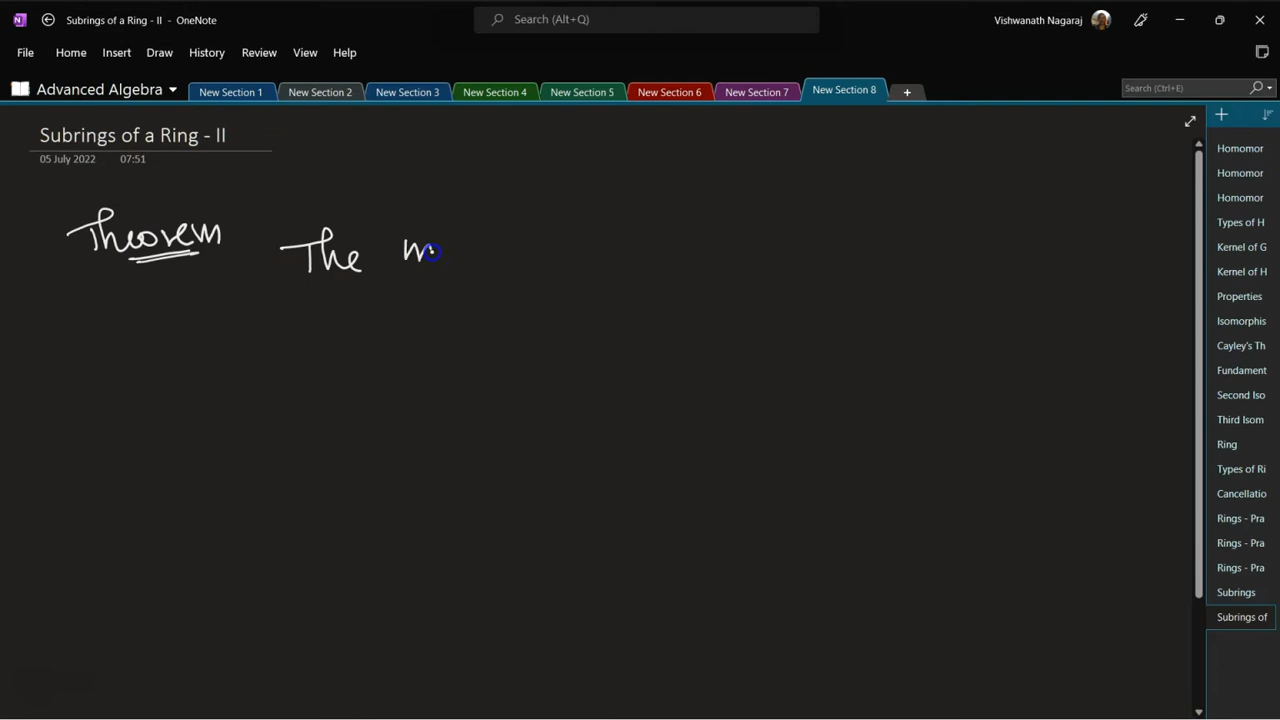 Subrings of a Ring - II - OneNote
Search (Alt+Q)
Vishwanath Nagaraj
File Home Insert Draw History Review View Help
Advanced Algebra
New Section 1 New Section 2 New Section 3 New Section 4 New Section 5 New Section 6 New Section 7 New Section 8 +
Search (Ctrl+E)
Subrings of a Ring - II
05 July 2022 07:51
Theorem The
Homomor
Homomor
Homomor
Types of H
Kernel of G
Kernel of H
Properties
Isomorphis
Cayley's Th
Fundament
Second Iso
Third Isom
Ring
Types of Ri
Cancellatio
Rings - Pra
Rings - Pra
Rings - Pra
Subrings
Subrings of